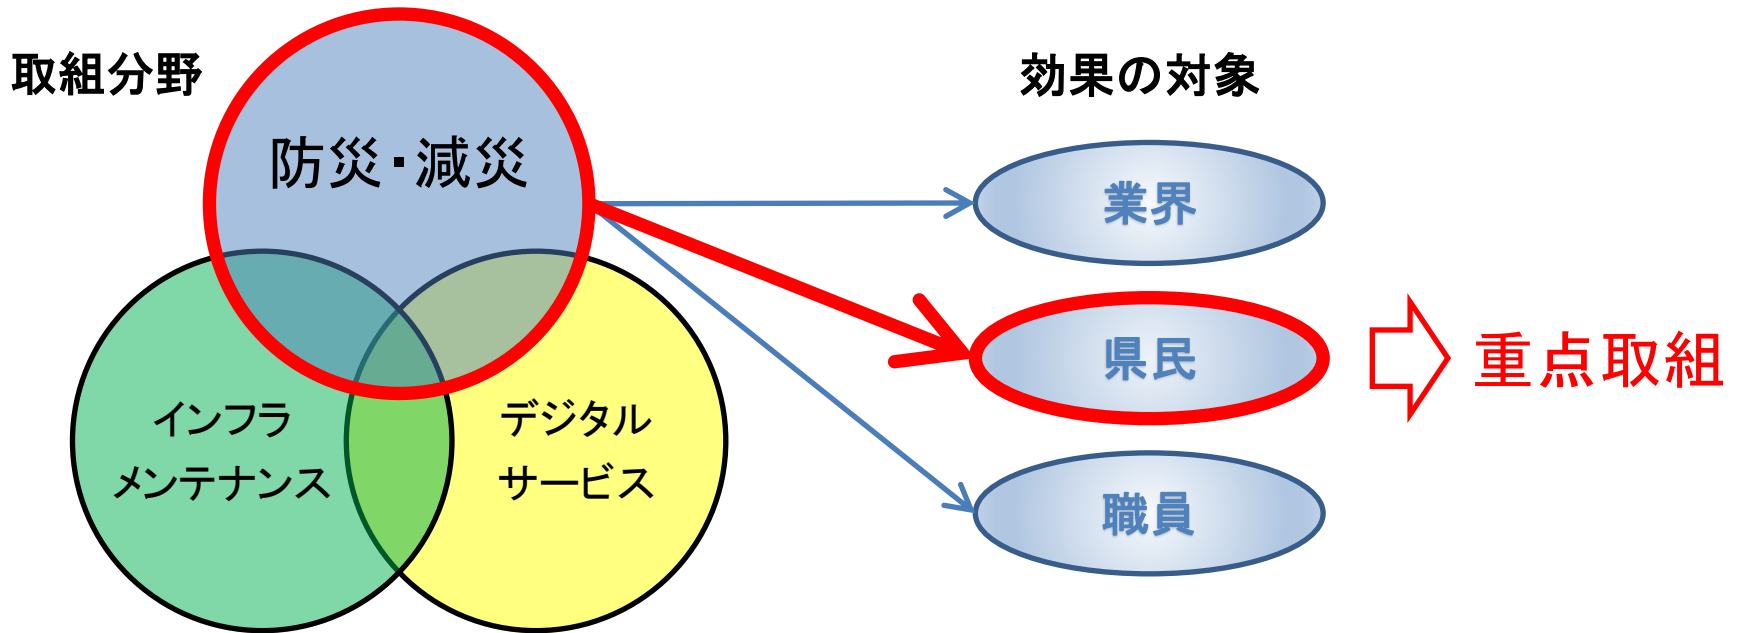 取組分野
効果の対象
防災・減災
インフラ
メンテナンス
デジタル
サービス
業界
県民
職員
重点取組